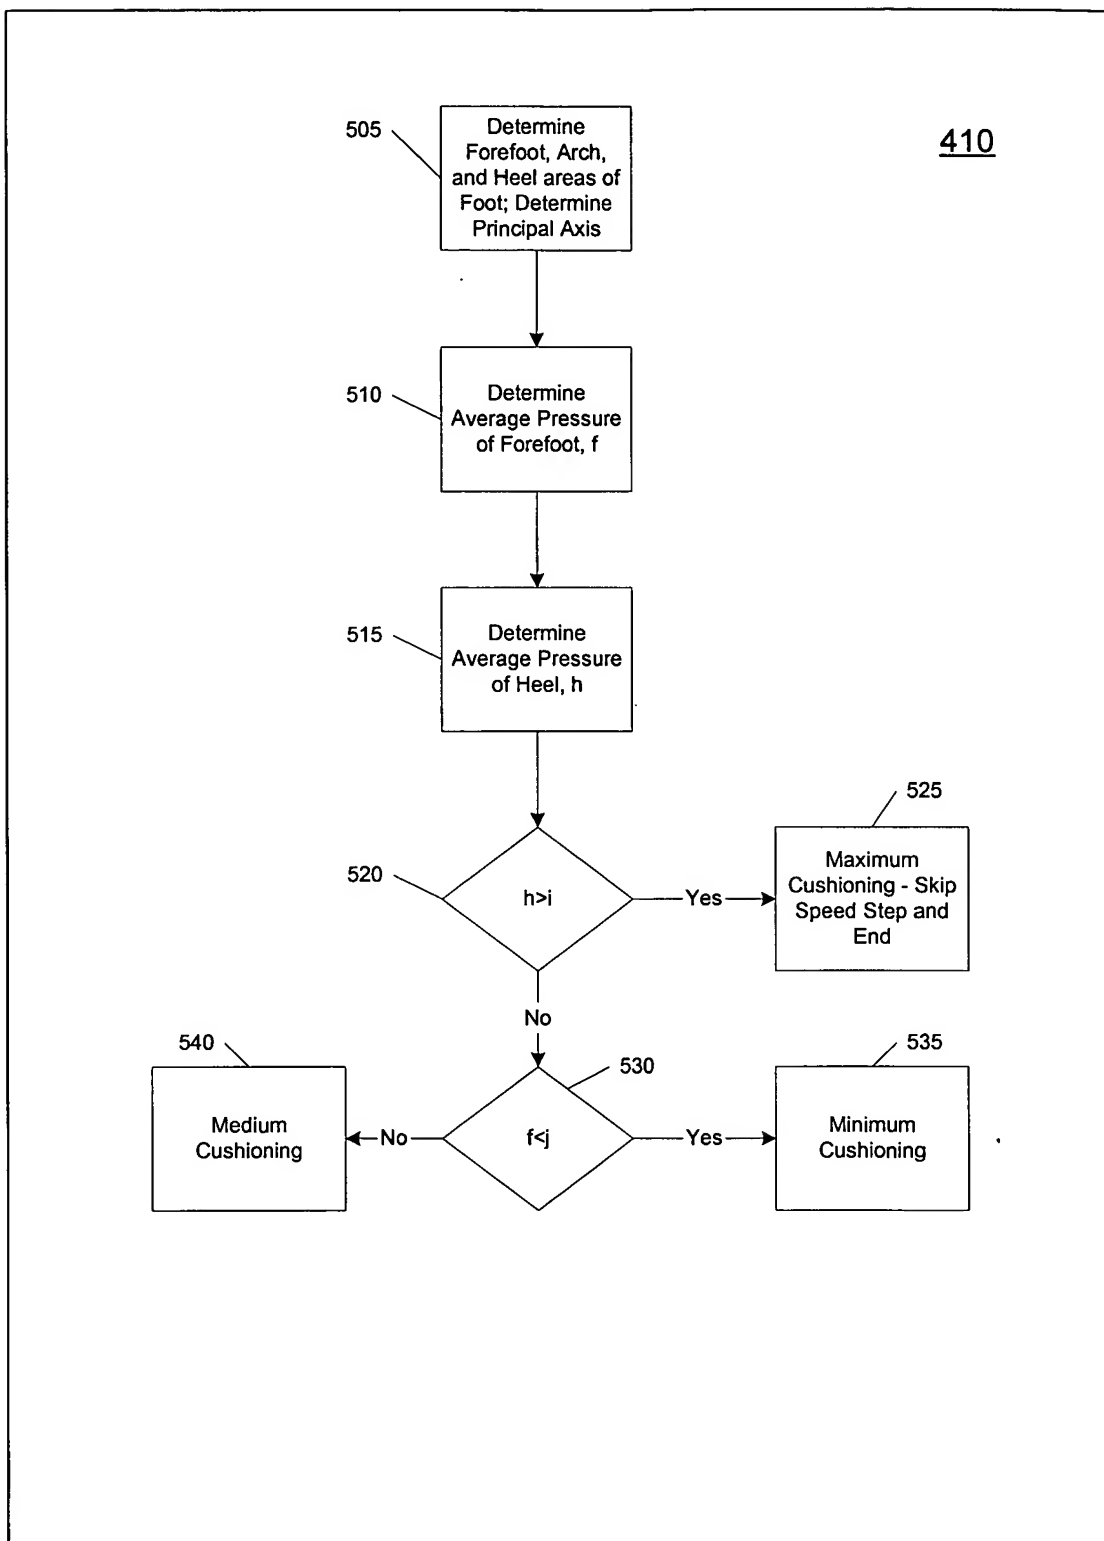 410
505
Determine
Forefoot, Arch,
and Heel areas of
Foot; Determine
Principal Axis
510
Determine
Average Pressure
of Forefoot, f
515
Determine
Average Pressure
of Heel, h
520
h>i
Yes
525
Maximum
Cushioning - Skip
Speed Step and
End
No
540
Medium
Cushioning
No
530
f<j
Yes
535
Minimum
Cushioning